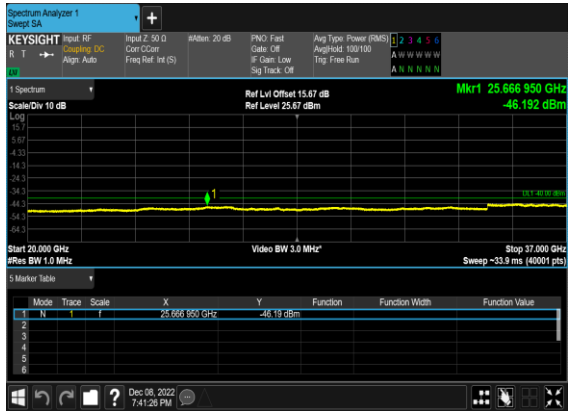 Spectrum Analyzer 1
Swept SA
+
KEYSIGHT Input: RF Input Z: 50 Ω #Atten: 20 dB PNO: Fast Avg Type: Power (RMS) 1 2 3 4 5 6
R T Coupling: DC Corr CCorr Gate: Off Avg|Hold: 100/100 A W W W W W
Align: Auto Freq Ref: Int (S) IF Gain: Low Trig: Free Run
Sig Track: Off A N N N N N
1 Spectrum
Scale/Div 10 dB
Ref Lvl Offset 15.67 dB
Ref Level 25.67 dBm
Mkr1 25.666 950 GHz
-46.192 dBm
Log
15.7
5.67
-4.33
-14.3
-24.3
-34.3
-44.3
-54.3
-64.3
1
Start 20.000 GHz Video BW 3.0 MHz* Stop 37.000 GHz
#Res BW 1.0 MHz Sweep ~33.9 ms (40001 pts)
5 Marker Table
Mode Trace Scale X Y Function Function Width Function Value
1 N 1 f 25.666 950 GHz -46.19 dBm
2
3
4
5
6
? Dec 08, 2022
7:41:26 PM